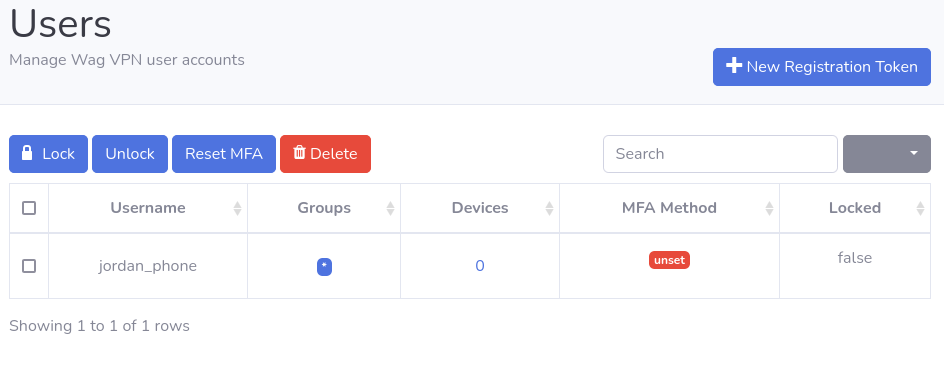 Users
Manage Wag VPN user accounts
New Registration Token
Lock Unlock Reset MFA Delete Search
Username Groups Devices MFA Method Locked
jordan_phone * 0 unset false
Showing 1 to 1 of 1 rows